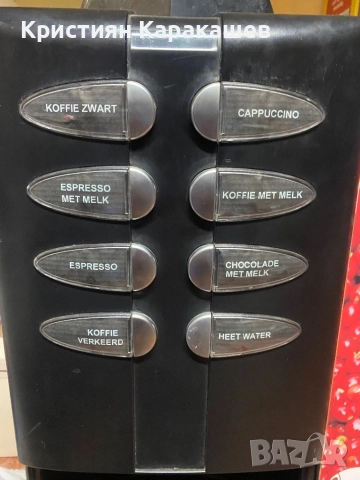 Кристиян Каракашев
KOFFIE ZWART
CAPPUCCINO
ESPRESSO
MET MELK
KOFFIE MET MELK
ESPRESSO
CHOCOLADE
MET MELK
KOFFIE
VERKEERD
HEET WATER
BAZAR